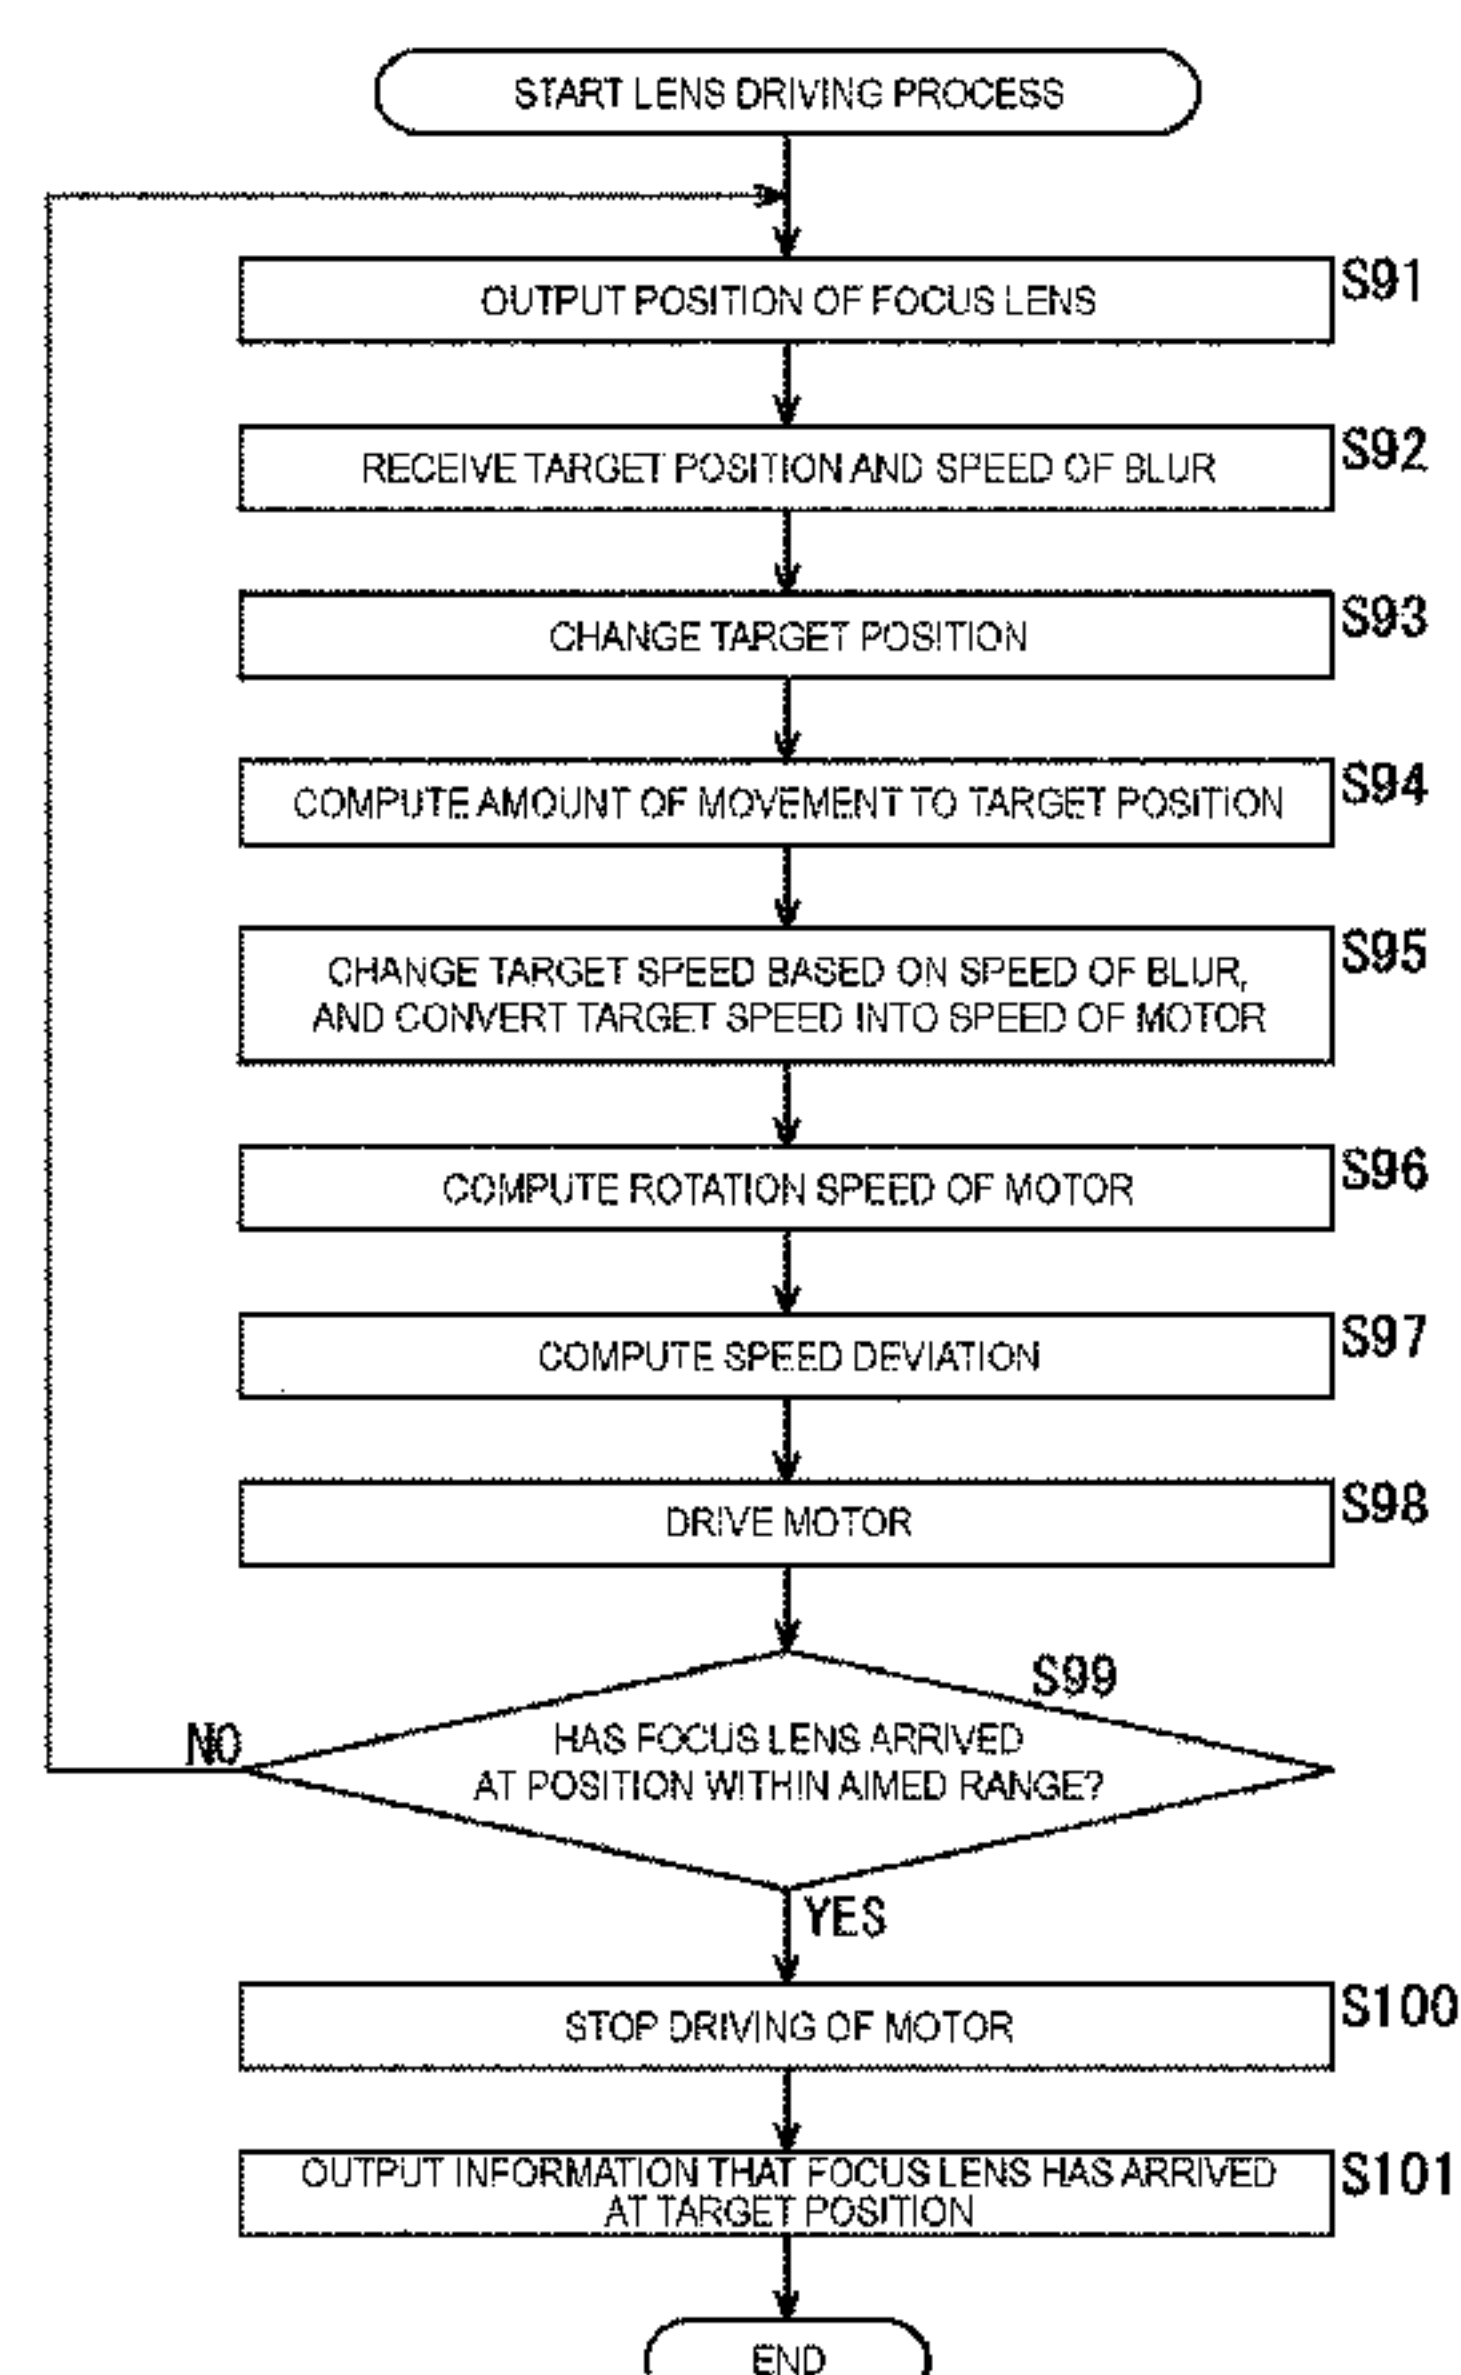 START LENS DRIVING PROCESS
OUTPUT POSITION OF FOCUS LENS
S91
RECEIVE TARGET POSITION AND SPEED OF BLUR
S92
CHANGE TARGET POSITION
S93
COMPUTE AMOUNT OF MOVEMENT TO TARGET POSITION
S94
CHANGE TARGET SPEED BASED ON SPEED OF BLUR,
AND CONVERT TARGET SPEED INTO SPEED OF MOTOR
S95
COMPUTE ROTATION SPEED OF MOTOR
S96
COMPUTE SPEED DEVIATION
S97
DRIVE MOTOR
S98
S99
NO
HAS FOCUS LENS ARRIVED
AT POSITION WITHIN AIMED RANGE?
YES
STOP DRIVING OF MOTOR
S100
OUTPUT INFORMATION THAT FOCUS LENS HAS ARRIVED
AT TARGET POSITION
S101
END